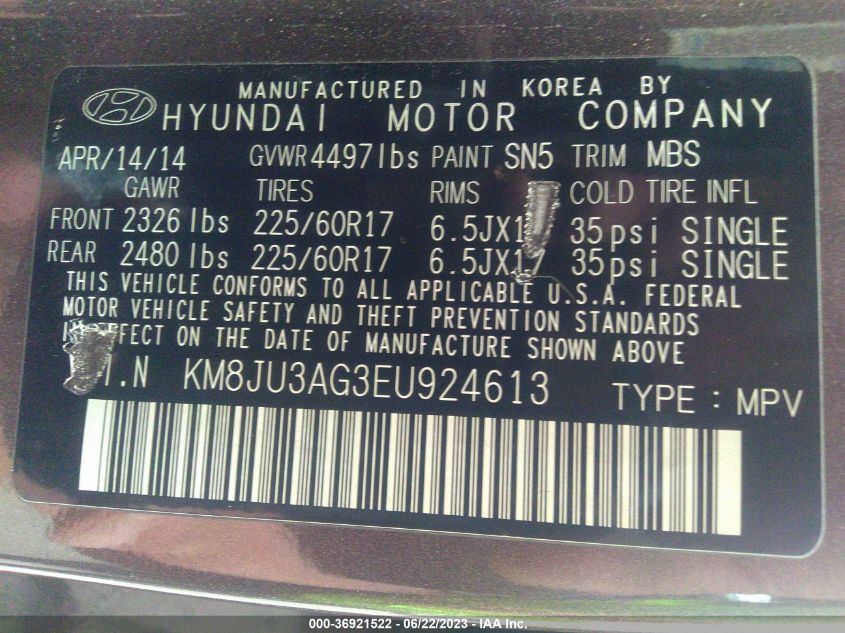 MANUFACTURED IN KOREA BY
HYUNDAI MOTOR COMPANY
APR/14/14 GVWR 4497lbs PAINT SN5 TRIM MBS
GAWR TIRES RIMS COLD TIRE INFL
FRONT 2326 lbs 225/60R17 35psi SINGLE
REAR 2480 lbs 225/60R17 6.5JX17 35psi SINGLE
THIS VEHICLE CONFORMS TO ALL APPLICABLE U.S.A. FEDERAL
MOTOR VEHICLE SAFETY AND THEFT PREVENTION STANDARDS
EFFECT ON THE DATE OF MANUFACTURE SHOWN ABOVE
KM8JU3AG3EU924613 TYPE : MPV
000-36921522 - 06/22/2023 - IAA Inc.